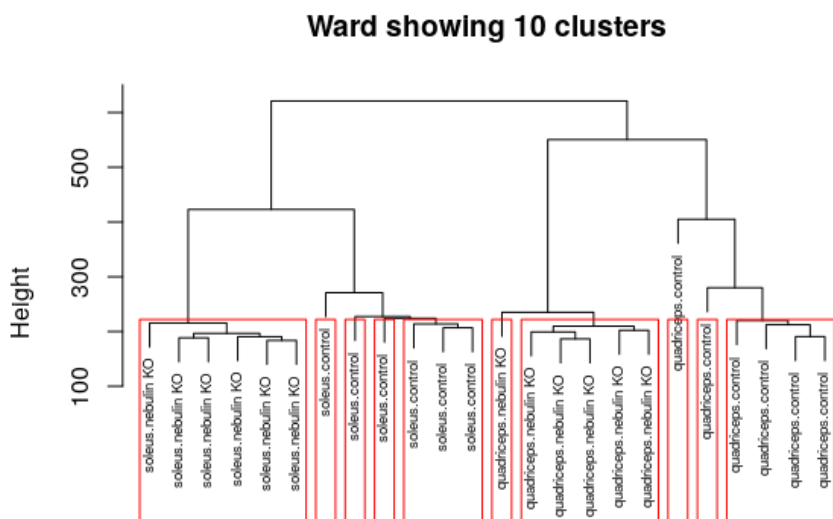 Ward showing 10 clusters
Height
500
300
100
soleus.nebulin KO
soleus.nebulin KO
soleus.nebulin KO
soleus.nebulin KO
soleus.nebulin KO
soleus.nebulin KO
soleus.control
soleus.control
soleus.control
soleus.control
soleus.control
soleus.control
quadriceps.nebulin KO
quadriceps.nebulin KO
quadriceps.nebulin KO
quadriceps.nebulin KO
quadriceps.nebulin KO
quadriceps.nebulin KO
quadriceps.control
quadriceps.control
quadriceps.control
quadriceps.control
quadriceps.control
quadriceps.control